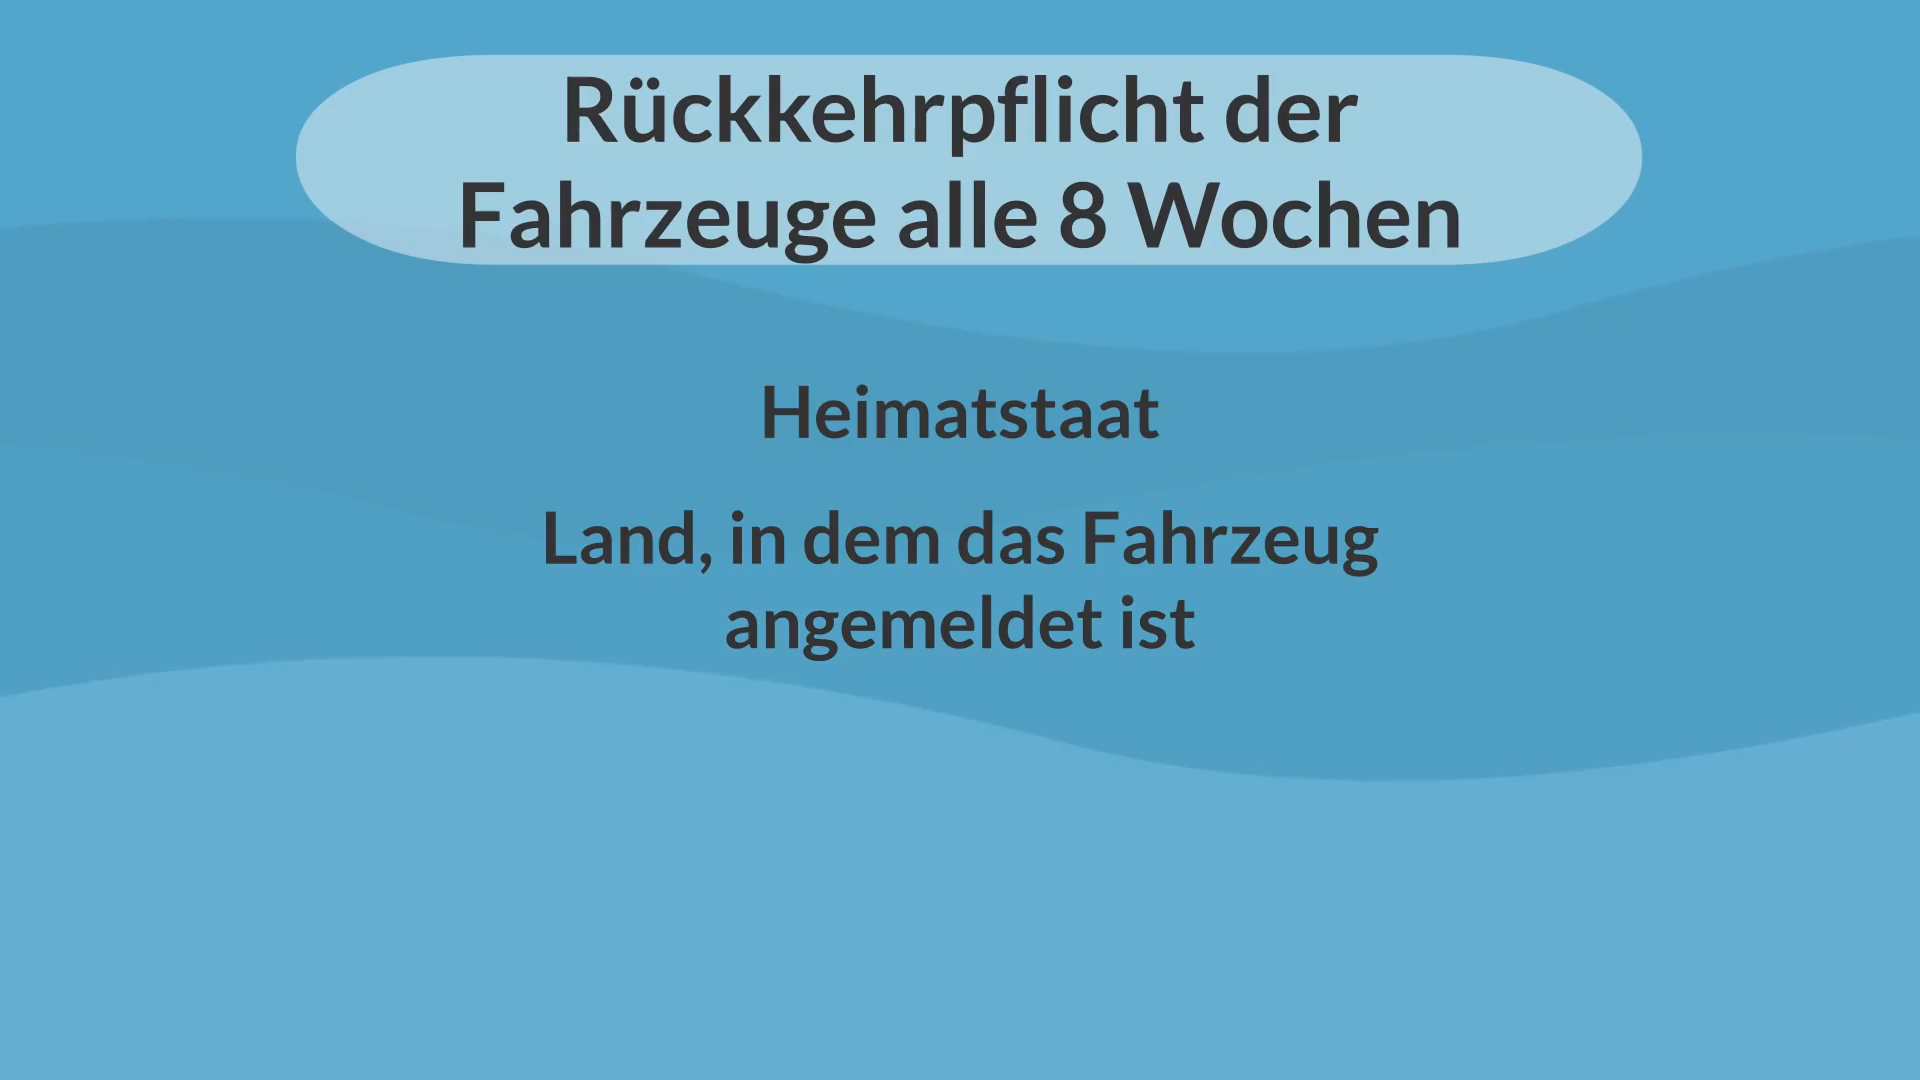 Rückkehrpflicht der
Fahrzeuge alle 8 Wochen
Heimatstaat
Land, in dem das Fahrzeug
angemeldet ist